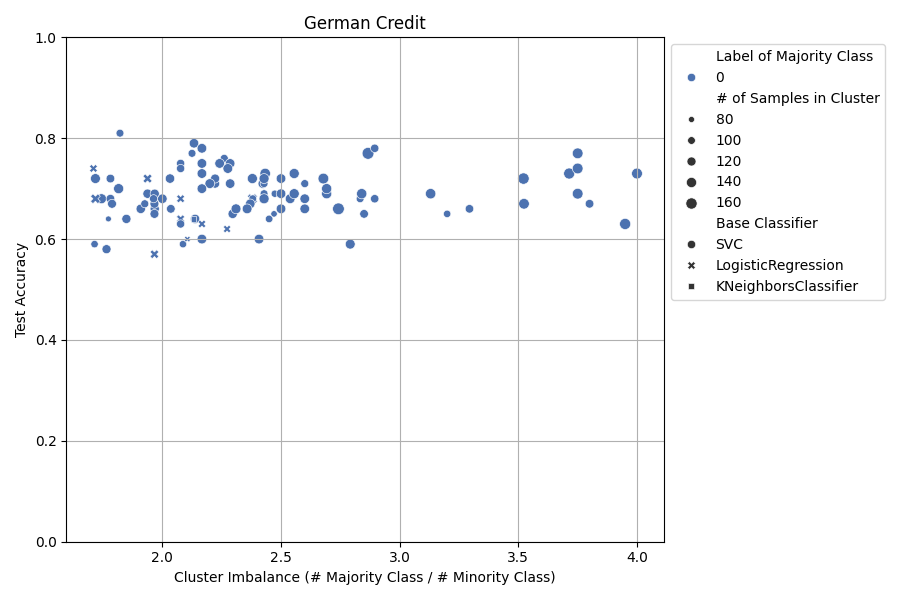 German Credit
1.0
0.8
0.6
0.4
0.2
0.0
Test Accuracy
2.0
2.5
3.0
3.5
4.0
Cluster Imbalance (# Majority Class / # Minority Class)
Label of Majority Class
0
# of Samples in Cluster
80
100
120
140
160
Base Classifier
SVC
LogisticRegression
KNeighborsClassifier